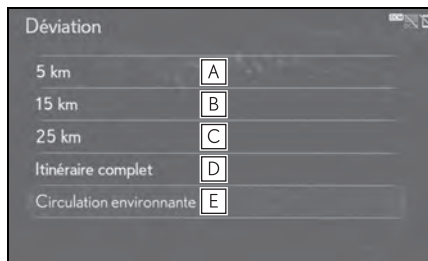 Déviation
5 km A
15 km B
25 km C
Itinéraire complet D
Circulation environnante E